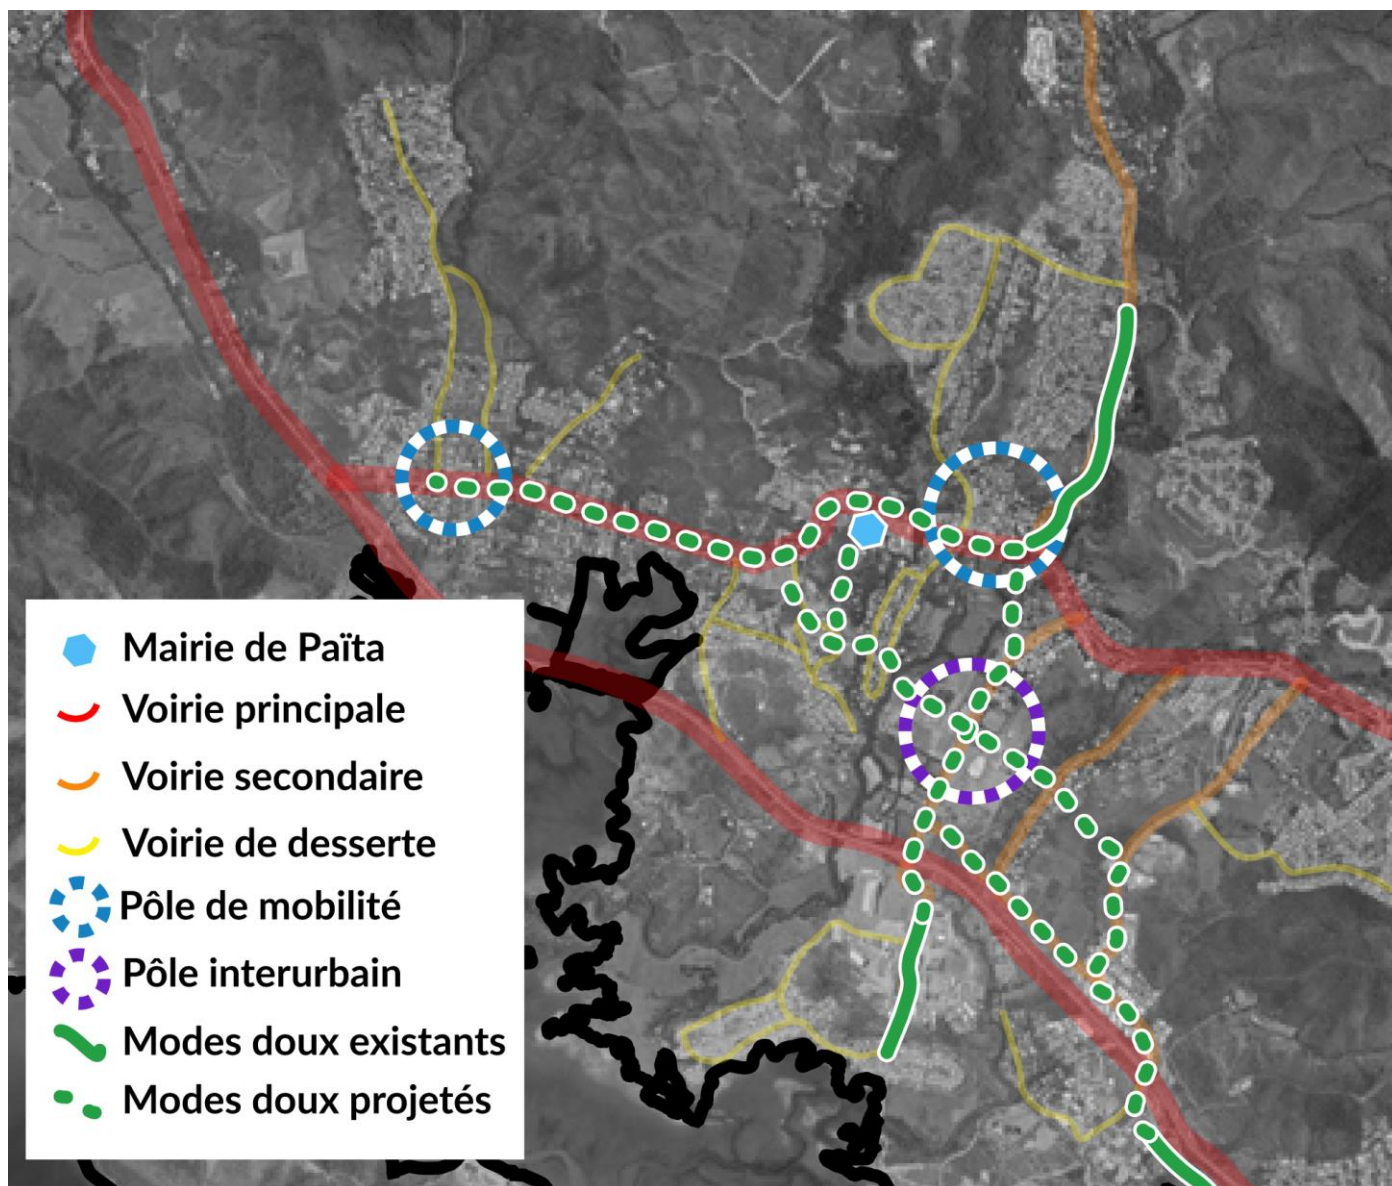 Mairie de Païta
Voirie principale
Voirie secondaire
Voirie de desserte
Pôle de mobilité
Pôle interurbain
Modes doux existants
Modes doux projetés